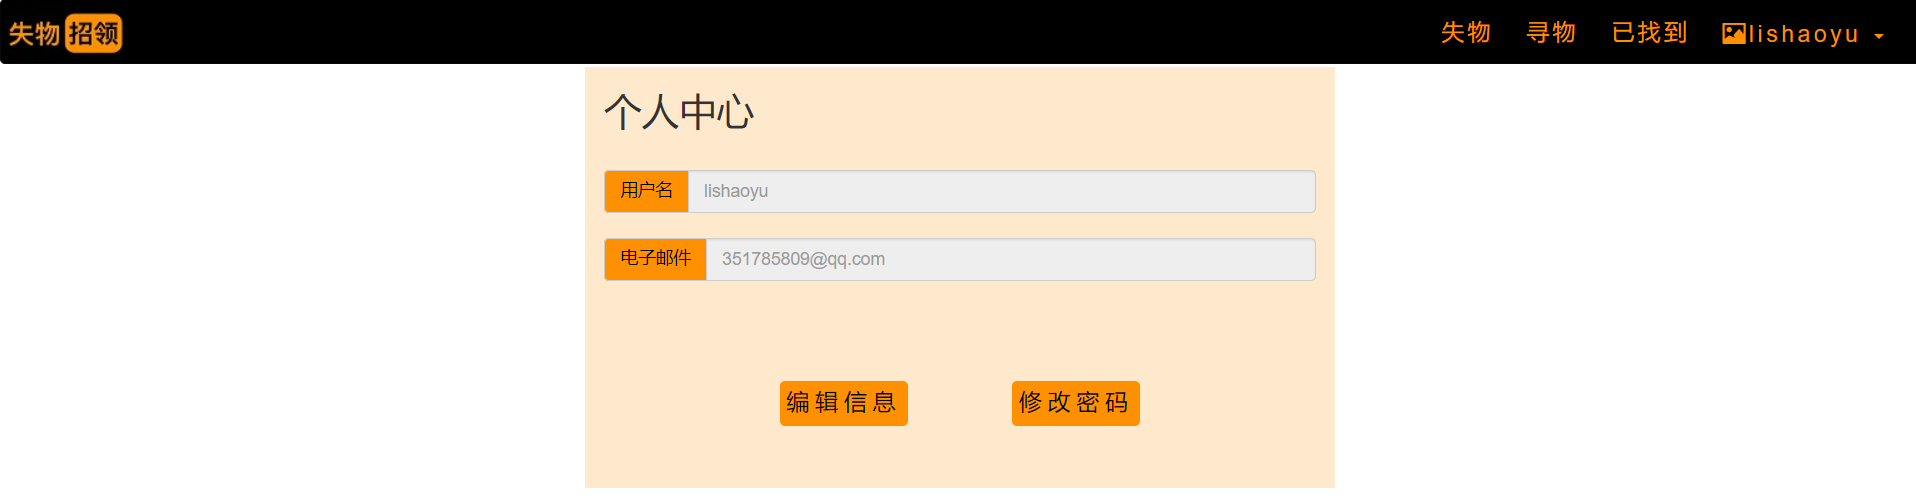 失物 招领
失物 寻物 已找到 lishaoyu
个人中心
用户名 lishaoyu
电子邮件 351785809@qq.com
编辑信息 修改密码